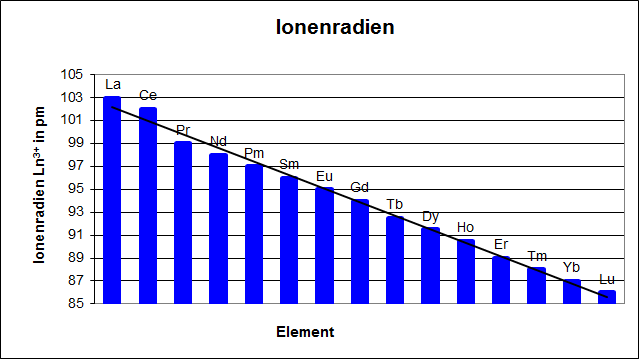 Ionenradien
Ionenradien Ln³⁺ in pm
105
103
101
99
97
95
93
91
89
87
85
La
Ce
Pr
Nd
Pm
Sm
Eu
Gd
Tb
Dy
Ho
Er
Tm
Yb
Lu
Element